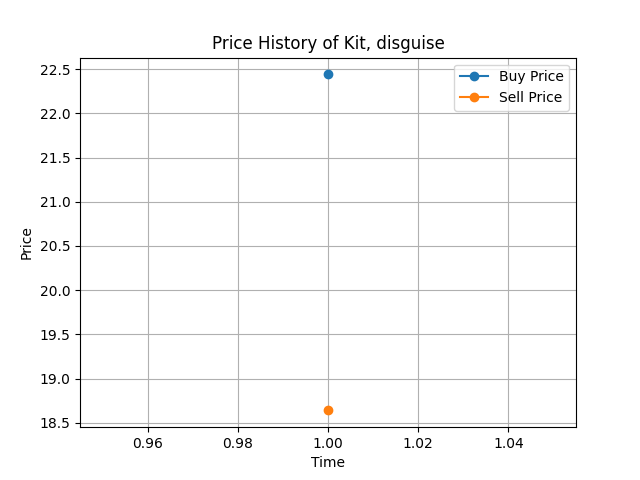 Price History of Kit, disguise
Buy Price
Sell Price
Price
22.5
22.0
21.5
21.0
20.5
20.0
19.5
19.0
18.5
0.96 0.98 1.00 1.02 1.04
Time